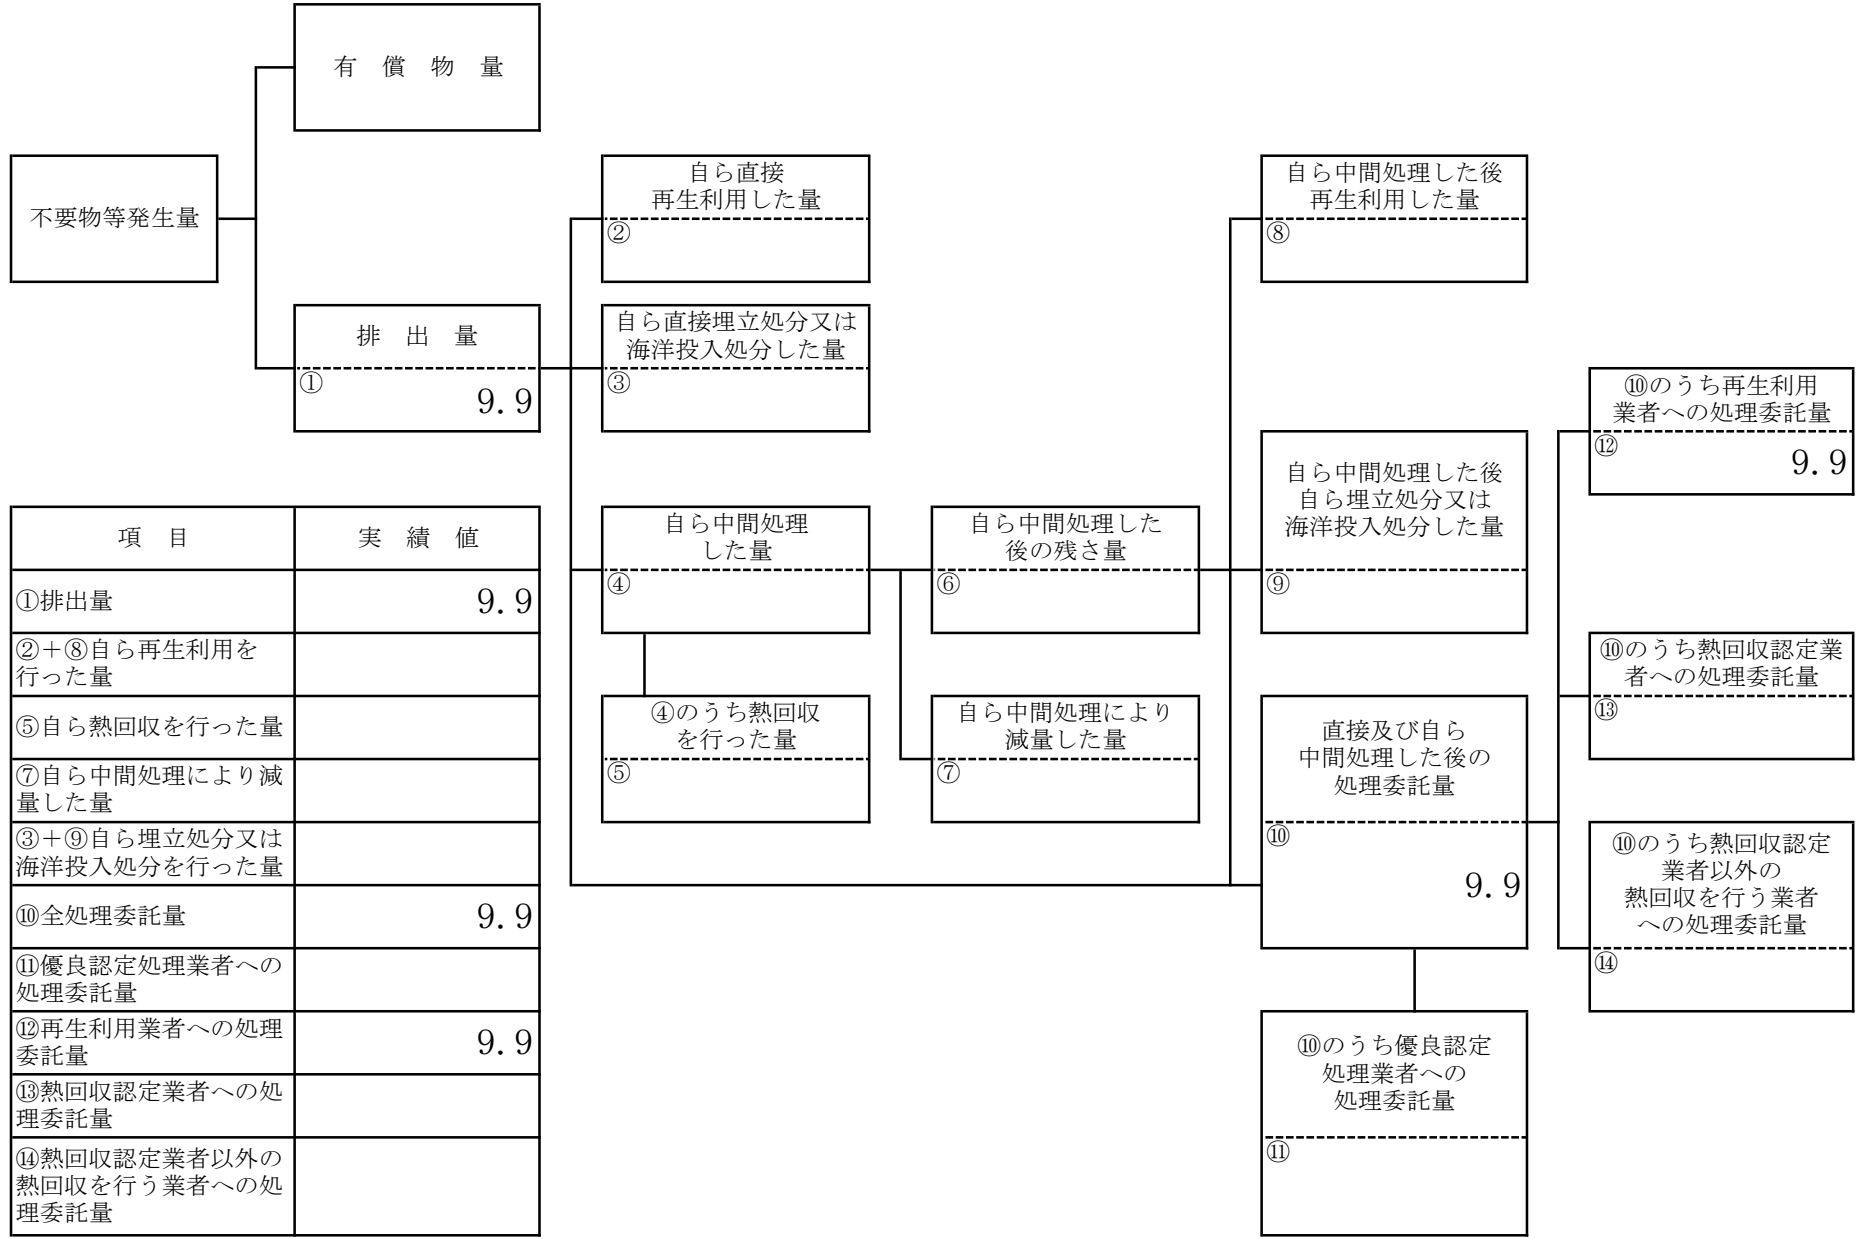 有　償　物　量
不要物等発生量
自ら直接
再生利用した量
②
自ら中間処理した後
再生利用した量
⑧
排　出　量
①
9.9
自ら直接埋立処分又は
海洋投入処分した量
③
⑩のうち再生利用
業者への処理委託量
⑫
9.9
自ら中間処理した後
自ら埋立処分又は
海洋投入処分した量
⑨
自ら中間処理
した量
④
自ら中間処理した
後の残さ量
⑥
⑩のうち熱回収認定業
者への処理委託量
⑬
④のうち熱回収
を行った量
⑤
自ら中間処理により
減量した量
⑦
直接及び自ら
中間処理した後の
処理委託量
⑩
9.9
⑩のうち熱回収認定
業者以外の
熱回収を行う業者
への処理委託量
⑭
⑩のうち優良認定
処理業者への
処理委託量
⑪
項　目　実　績　値
①排出量　9.9
②＋⑧自ら再生利用を
行った量
⑤自ら熱回収を行った量
⑦自ら中間処理により減
量した量
③＋⑨自ら埋立処分又は
海洋投入処分を行った量
⑩全処理委託量　9.9
⑪優良認定処理業者への
処理委託量
⑫再生利用業者への処理
委託量　9.9
⑬熱回収認定業者への処
理委託量
⑭熱回収認定業者以外の
熱回収を行う業者への処
理委託量